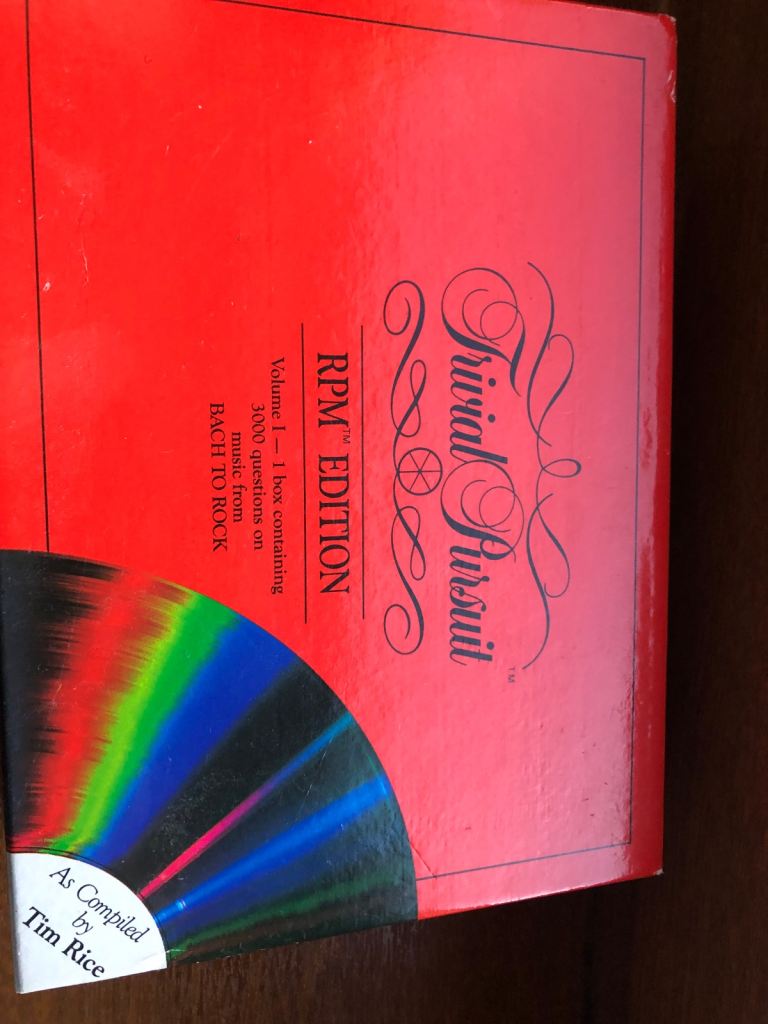 Trivial Pursuit™
RPM™ EDITION
Volume I — 1 box containing
3000 questions on
music from
BACH TO ROCK
As Compiled
by
Tim Rice